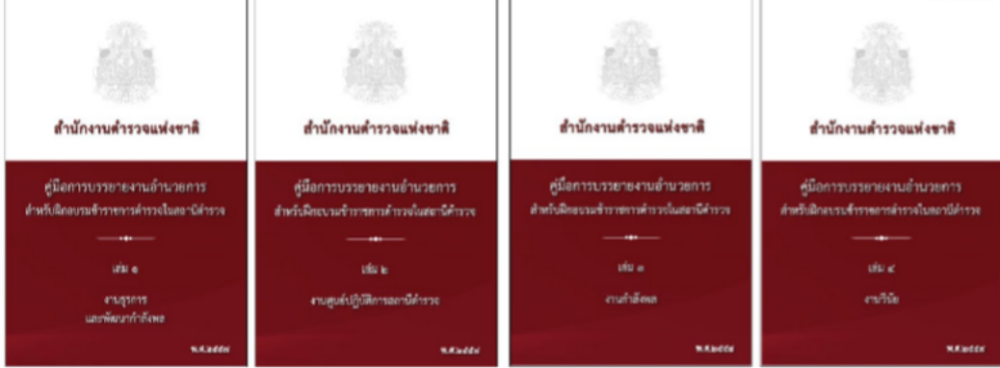 สำนักงานตำรวจแห่งชาติ
คู่มือการบรรยายงานอำนวยการ
สำหรับฝึกอบรมข้าราชการตำรวจในสถานีตำรวจ
เล่ม ๑
งานธุรการ
และพัฒนากำลังพล
สำนักงานตำรวจแห่งชาติ
คู่มือการบรรยายงานอำนวยการ
สำหรับฝึกอบรมข้าราชการตำรวจในสถานีตำรวจ
เล่ม ๒
งานศูนย์ปฏิบัติการสถานีตำรวจ
สำนักงานตำรวจแห่งชาติ
คู่มือการบรรยายงานอำนวยการ
สำหรับฝึกอบรมข้าราชการตำรวจในสถานีตำรวจ
เล่ม ๓
งานกำลังพล
สำนักงานตำรวจแห่งชาติ
คู่มือการบรรยายงานอำนวยการ
สำหรับฝึกอบรมข้าราชการตำรวจในสถานีตำรวจ
เล่ม ๔
งานวินัย